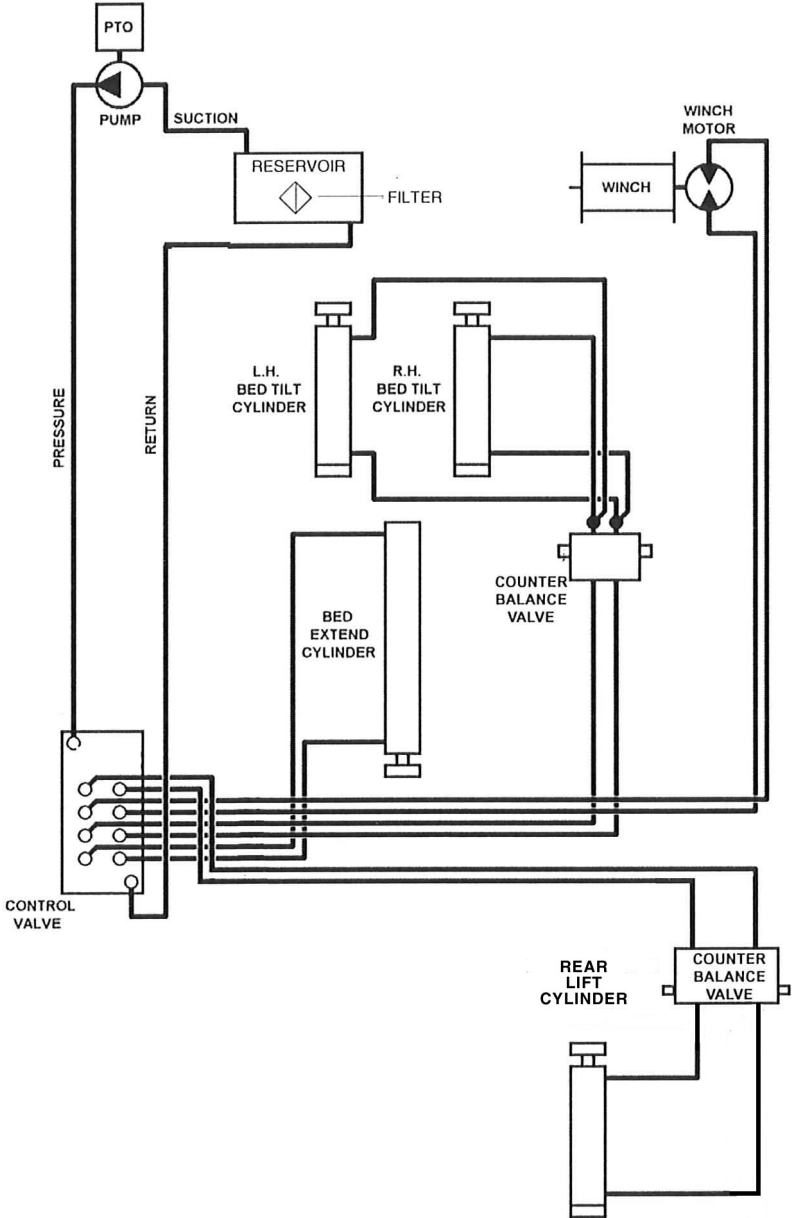 PTO
PUMP
SUCTION
RESERVOIR
FILTER
WINCH
MOTOR
WINCH
L.H.
BED TILT
CYLINDER
R.H.
BED TILT
CYLINDER
PRESSURE
RETURN
COUNTER
BALANCE
VALVE
BED
EXTEND
CYLINDER
CONTROL
VALVE
REAR
LIFT
CYLINDER
COUNTER
BALANCE
VALVE